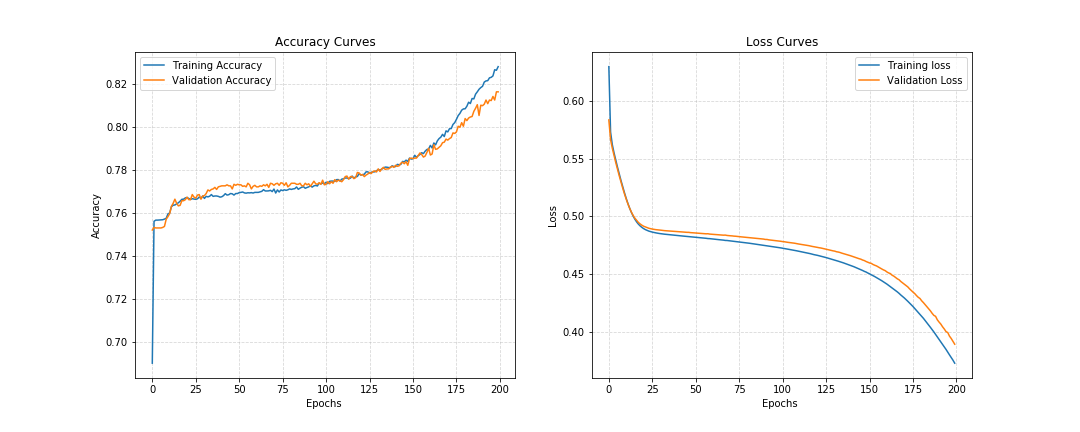 Accuracy Curves
Training Accuracy
Validation Accuracy
0.82
0.80
0.78
0.76
0.74
0.72
0.70
Accuracy
0 25 50 75 100 125 150 175 200
Epochs
Loss Curves
Training loss
Validation Loss
0.60
0.55
0.50
0.45
0.40
Loss
0 25 50 75 100 125 150 175 200
Epochs